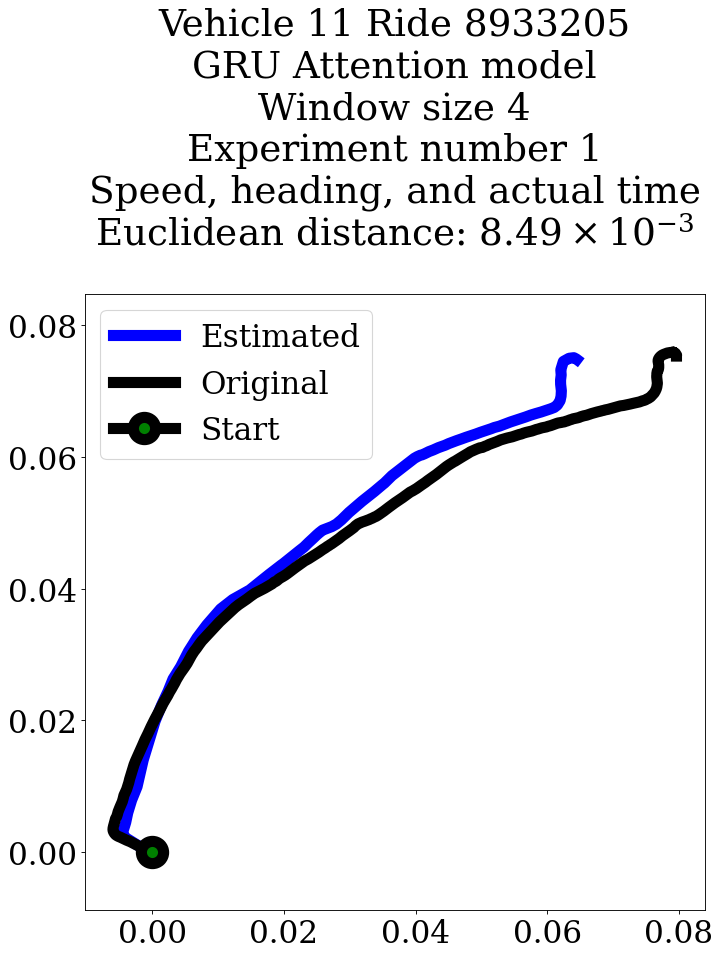 Vehicle 11 Ride 8933205
GRU Attention model
Window size 4
Experiment number 1
Speed, heading, and actual time
Euclidean distance: 8.49 × 10⁻³
Estimated
Original
Start
0.08
0.06
0.04
0.02
0.00
0.00 0.02 0.04 0.06 0.08